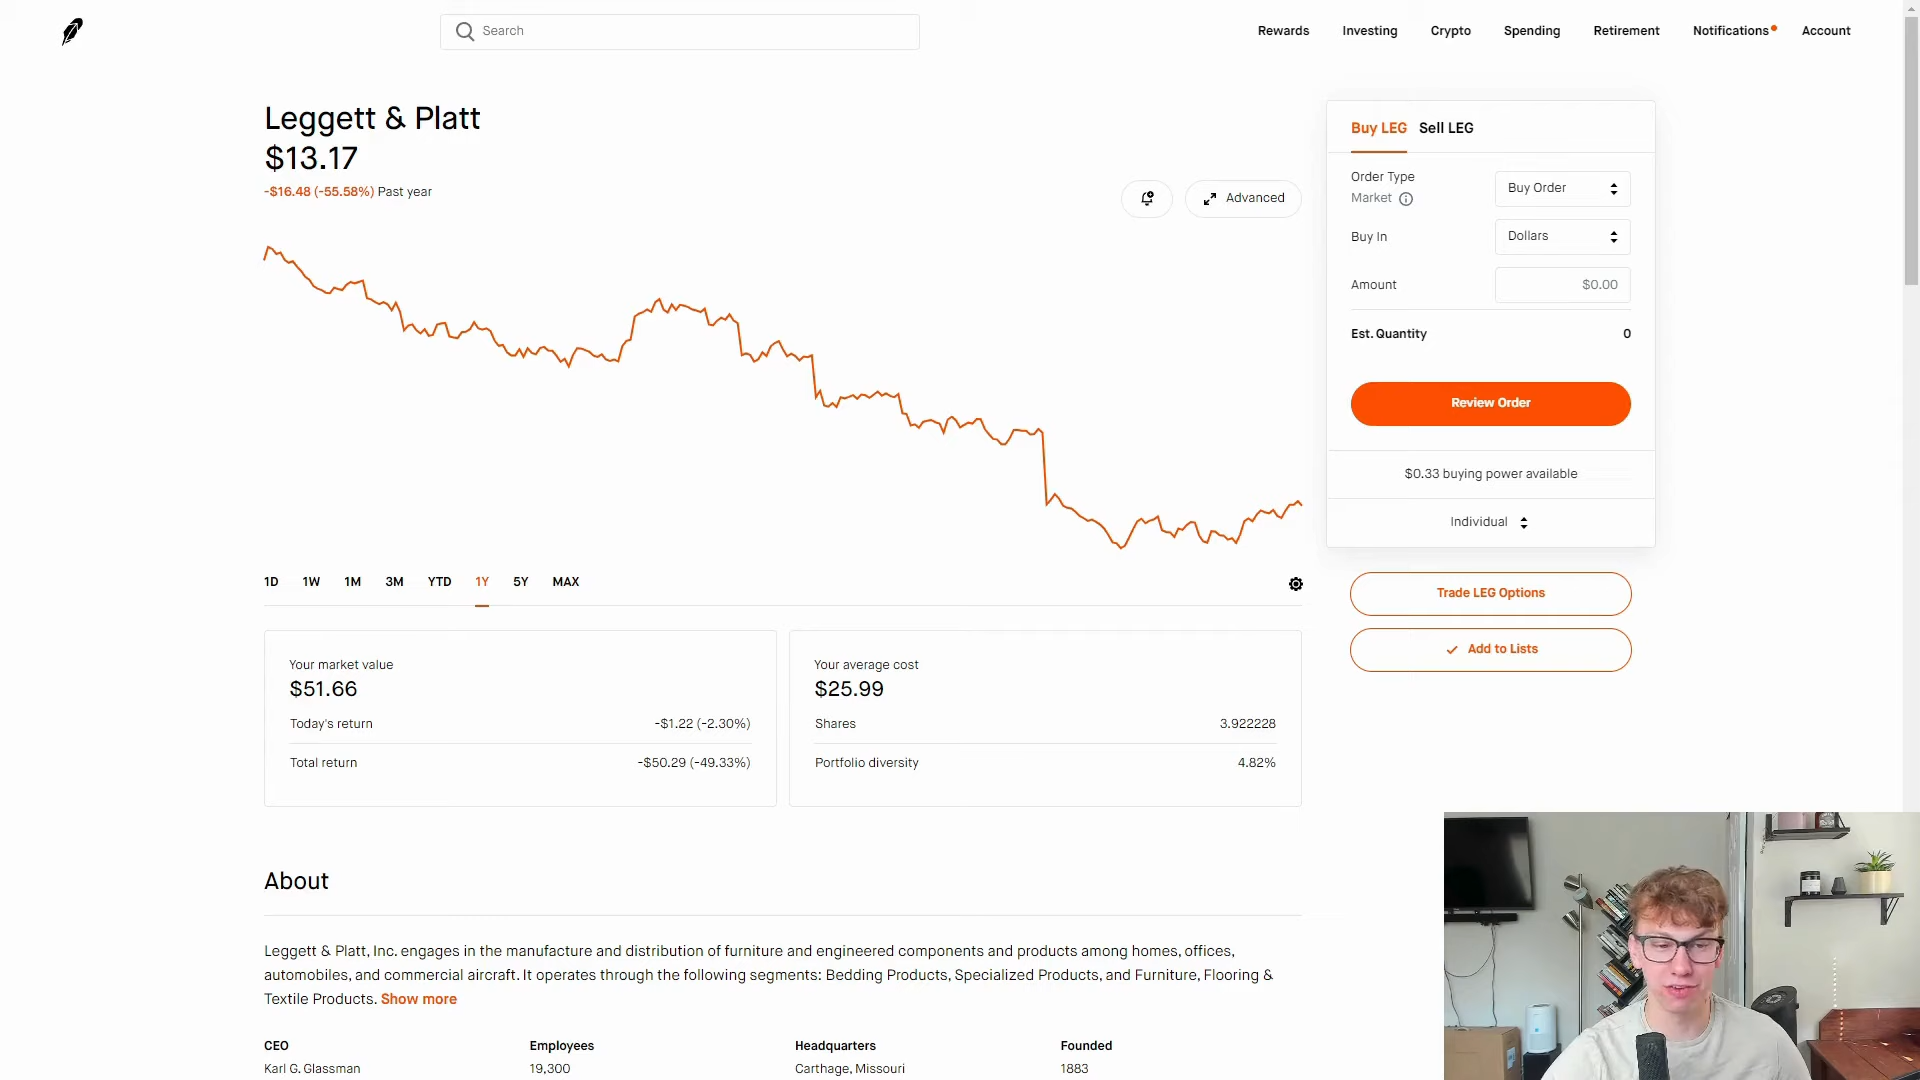 Search
Rewards
Investing
Crypto
Spending
Retirement
Notifications
Account
Leggett & Platt
$13.17
-$16.48 (-55.58%) Past year
Advanced
1D
1W
1M
3M
YTD
1Y
5Y
MAX
Your market value
$51.66
Today's return
-$1.22 (-2.30%)
Total return
-$50.29 (-49.33%)
Your average cost
$25.99
Shares
3.922228
Portfolio diversity
4.82%
Buy LEG
Sell LEG
Order Type
Market
Buy Order
Buy In
Dollars
Amount
$0.00
Est. Quantity
0
Review Order
$0.33 buying power available
Individual
Trade LEG Options
Add to Lists
About
Leggett & Platt, Inc. engages in the manufacture and distribution of furniture and engineered components and products among homes, offices,
automobiles, and commercial aircraft. It operates through the following segments: Bedding Products, Specialized Products, and Furniture, Flooring &
Textile Products. Show more
CEO
Karl G. Glassman
Employees
19,300
Headquarters
Carthage, Missouri
Founded
1883